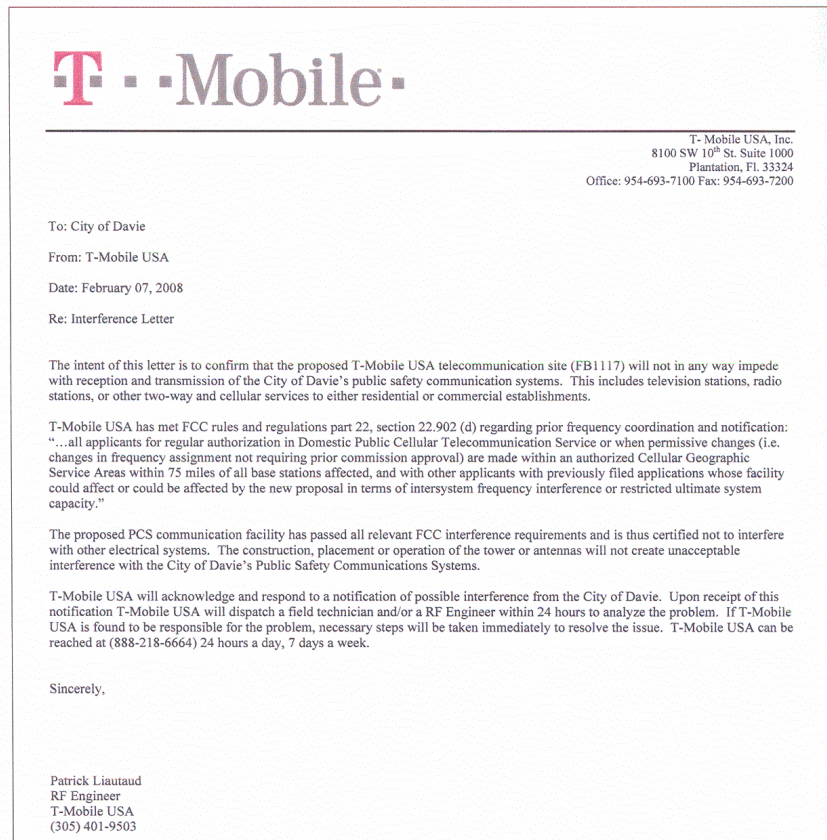 T · · Mobile ·
T- Mobile USA, Inc.
8100 SW 10th St. Suite 1000
Plantation, Fl. 33324
Office: 954-693-7100 Fax: 954-693-7200
To: City of Davie
From: T-Mobile USA
Date: February 07, 2008
Re: Interference Letter
The intent of this letter is to confirm that the proposed T-Mobile USA telecommunication site (FB1117) will not in any way impede
with reception and transmission of the City of Davie's public safety communication systems. This includes television stations, radio
stations, or other two-way and cellular services to either residential or commercial establishments.
T-Mobile USA has met FCC rules and regulations part 22, section 22.902 (d) regarding prior frequency coordination and notification:
“…all applicants for regular authorization in Domestic Public Cellular Telecommunication Service or when permissive changes (i.e.
changes in frequency assignment not requiring prior commission approval) are made within an authorized Cellular Geographic
Service Areas within 75 miles of all base stations affected, and with other applicants with previously filed applications whose facility
could affect or could be affected by the new proposal in terms of intersystem frequency interference or restricted ultimate system
capacity.”
The proposed PCS communication facility has passed all relevant FCC interference requirements and is thus certified not to interfere
with other electrical systems. The construction, placement or operation of the tower or antennas will not create unacceptable
interference with the City of Davie's Public Safety Communications Systems.
T-Mobile USA will acknowledge and respond to a notification of possible interference from the City of Davie. Upon receipt of this
notification T-Mobile USA will dispatch a field technician and/or a RF Engineer within 24 hours to analyze the problem. If T-Mobile
USA is found to be responsible for the problem, necessary steps will be taken immediately to resolve the issue. T-Mobile USA can be
reached at (888-218-6664) 24 hours a day, 7 days a week.
Sincerely,
Patrick Liautaud
RF Engineer
T-Mobile USA
(305) 401-9503